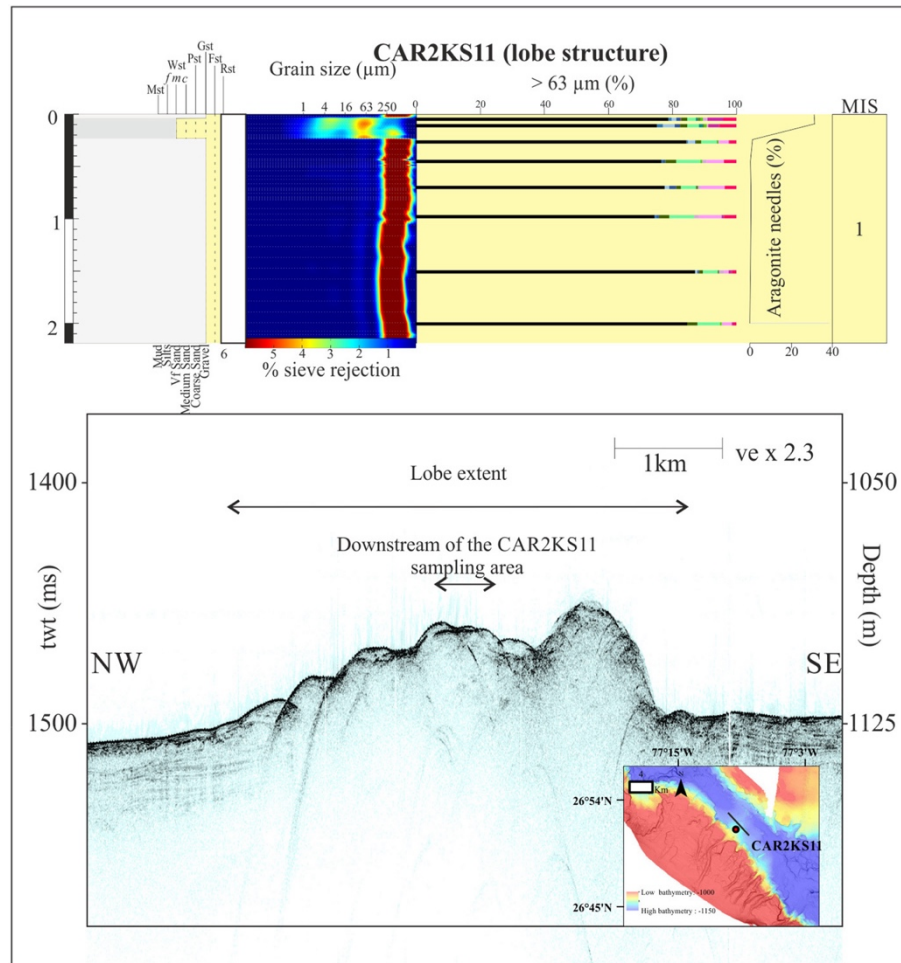 CAR2KS11 (lobe structure)
Grain size (µm)
> 63 µm (%)
Gst
Pst Fst
Wst Rst
f m c
Mst
1 4 16 63 250
0 20 40 60 80 100
MIS
0
1
2
Aragonite needles (%)
1
Mud
Silts
Vf Sand
Medium Sand
Coarse Sand
Gravel
6
5 4 3 2 1
% sieve rejection
0 20 40
1km
ve x 2.3
1400
1050
Lobe extent
Downstream of the CAR2KS11
sampling area
twt (ms)
Depth (m)
NW
SE
1500
1125
77°15'W
77°3'W
4
Km
26°54'N
CAR2KS11
Low bathymetry: -1000
High bathymetry : -1150
26°45'N